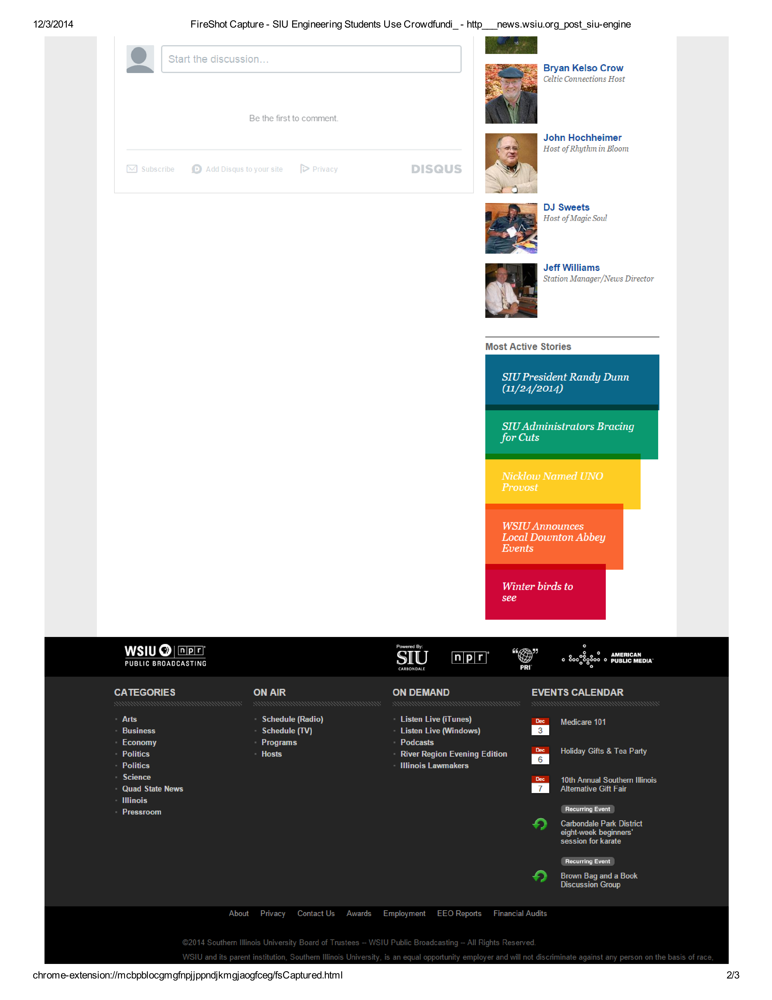 12/3/2014
FireShot Capture - SIU Engineering Students Use Crowdfundi_ - http___news.wsiu.org_post_siu-engine
Start the discussion…
Be the first to comment.
Subscribe
Add Disqus to your site
Privacy
DISQUS
Bryan Kelso Crow
Celtic Connections Host
John Hochheimer
Host of Rhythm in Bloom
DJ Sweets
Host of Magic Soul
Jeff Williams
Station Manager/News Director
Most Active Stories
SIU President Randy Dunn
(11/24/2014)
SIU Administrators Bracing
for Cuts
Nicklow Named UNO
Provost
WSIU Announces
Local Downton Abbey
Events
Winter birds to
see
WSIU npr
PUBLIC BROADCASTING
Powered By:
SIU
CARBONDALE
npr
PRI
AMERICAN
PUBLIC MEDIA
CATEGORIES
Arts
Business
Economy
Politics
Politics
Science
Quad State News
Illinois
Pressroom
ON AIR
Schedule (Radio)
Schedule (TV)
Programs
Hosts
ON DEMAND
Listen Live (iTunes)
Listen Live (Windows)
Podcasts
River Region Evening Edition
Illinois Lawmakers
EVENTS CALENDAR
Dec
3
Medicare 101
Dec
6
Holiday Gifts & Tea Party
Dec
7
10th Annual Southern Illinois
Alternative Gift Fair
Recurring Event
Carbondale Park District
eight-week beginners'
session for karate
Recurring Event
Brown Bag and a Book
Discussion Group
About Privacy Contact Us Awards Employment EEO Reports Financial Audits
©2014 Southern Illinois University Board of Trustees -- WSIU Public Broadcasting -- All Rights Reserved.
WSIU and its parent institution, Southern Illinois University, is an equal opportunity employer and will not discriminate against any person on the basis of race,
chrome-extension://mcbpblocgmgfnpjjppndjkmgjaogfceg/fsCaptured.html
2/3